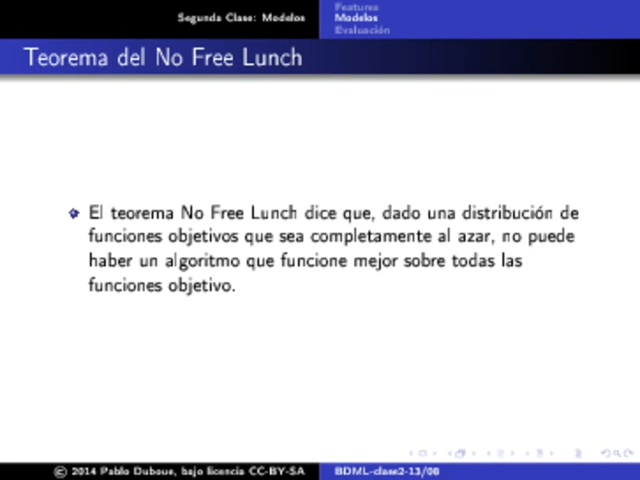 Segunda Clase: Modelos
Features
Modelos
Evaluación
Teorema del No Free Lunch
El teorema No Free Lunch dice que, dado una distribución de
funciones objetivos que sea completamente al azar, no puede
haber un algoritmo que funcione mejor sobre todas las
funciones objetivo.
© 2014 Pablo Duboue, bajo licencia CC-BY-SA
BDML-clase2-13/08